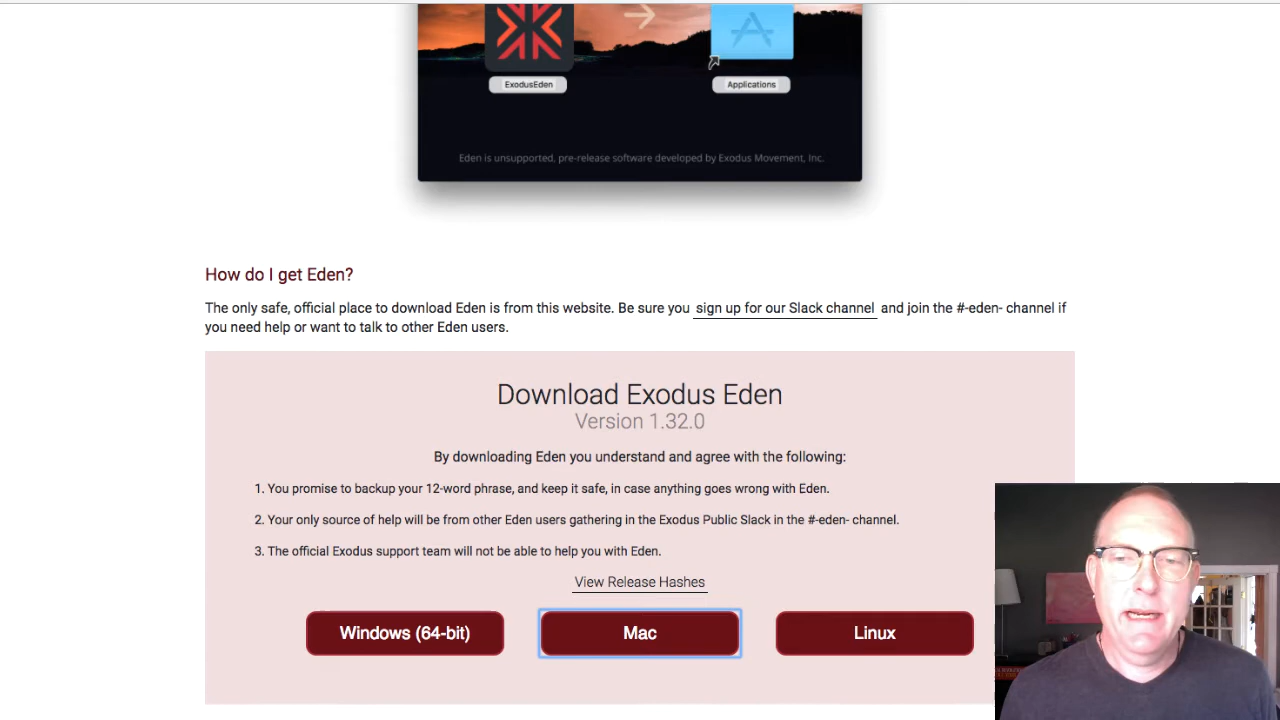 ExodusEden
Applications
Eden is unsupported, pre-release software developed by Exodus Movement, Inc.
How do I get Eden?
The only safe, official place to download Eden is from this website. Be sure you sign up for our Slack channel and join the #-eden- channel if
you need help or want to talk to other Eden users.
Download Exodus Eden
Version 1.32.0
By downloading Eden you understand and agree with the following:
1. You promise to backup your 12-word phrase, and keep it safe, in case anything goes wrong with Eden.
2. Your only source of help will be from other Eden users gathering in the Exodus Public Slack in the #-eden- channel.
3. The official Exodus support team will not be able to help you with Eden.
View Release Hashes
Windows (64-bit)
Mac
Linux